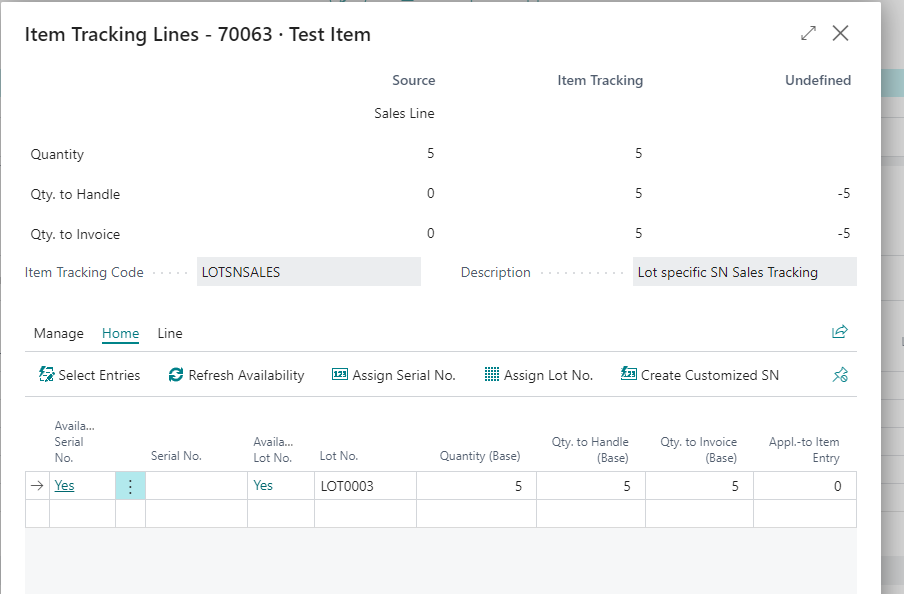 Item Tracking Lines - 70063 · Test Item
Source Item Tracking Undefined
Sales Line
Quantity 5 5
Qty. to Handle 0 5 -5
Qty. to Invoice 0 5 -5
Item Tracking Code LOTSNSALES Description Lot specific SN Sales Tracking
Manage Home Line
Select Entries Refresh Availability Assign Serial No. Assign Lot No. Create Customized SN
Availa... Serial No. Serial No. Availa... Lot No. Lot No. Quantity (Base) Qty. to Handle (Base) Qty. to Invoice (Base) Appl.-to Item Entry
Yes Yes LOT0003 5 5 5 0